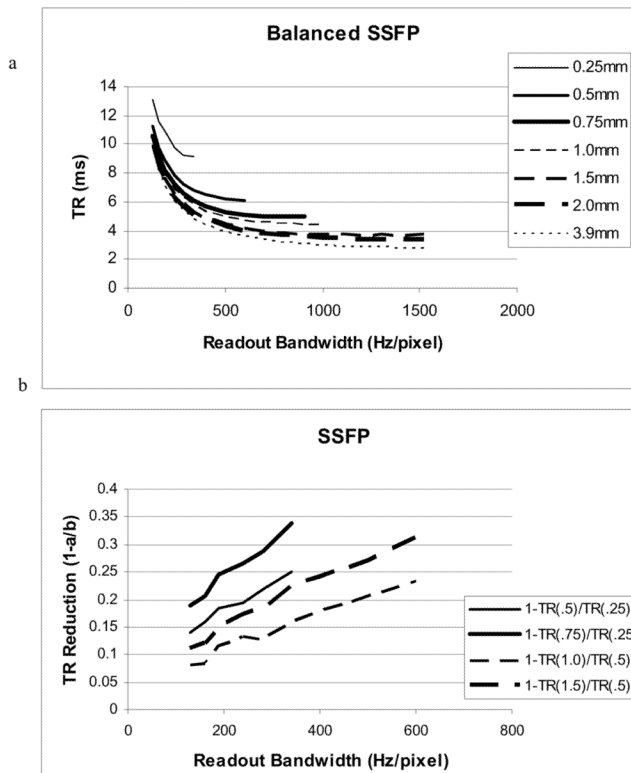 a
Balanced SSFP
14
12
10
8
6
4
2
0
TR (ms)
0 500 1000 1500 2000
Readout Bandwidth (Hz/pixel)
0.25mm
0.5mm
0.75mm
1.0mm
1.5mm
2.0mm
3.9mm
b
SSFP
0.4
0.35
0.3
0.25
0.2
0.15
0.1
0.05
0
TR Reduction (1-a/b)
0 200 400 600 800
Readout Bandwidth (Hz/pixel)
1-TR(.5)/TR(.25)
1-TR(.75)/TR(.25
1-TR(1.0)/TR(.5)
1-TR(1.5)/TR(.5)